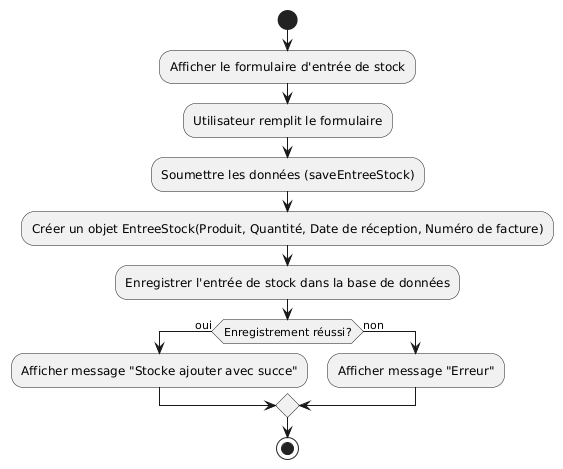 Afficher le formulaire d'entrée de stock
Utilisateur remplit le formulaire
Soumettre les données (saveEntreeStock)
Créer un objet EntreeStock(Produit, Quantité, Date de réception, Numéro de facture)
Enregistrer l'entrée de stock dans la base de données
oui
Enregistrement réussi?
non
Afficher message "Stocke ajouter avec succe"
Afficher message "Erreur"